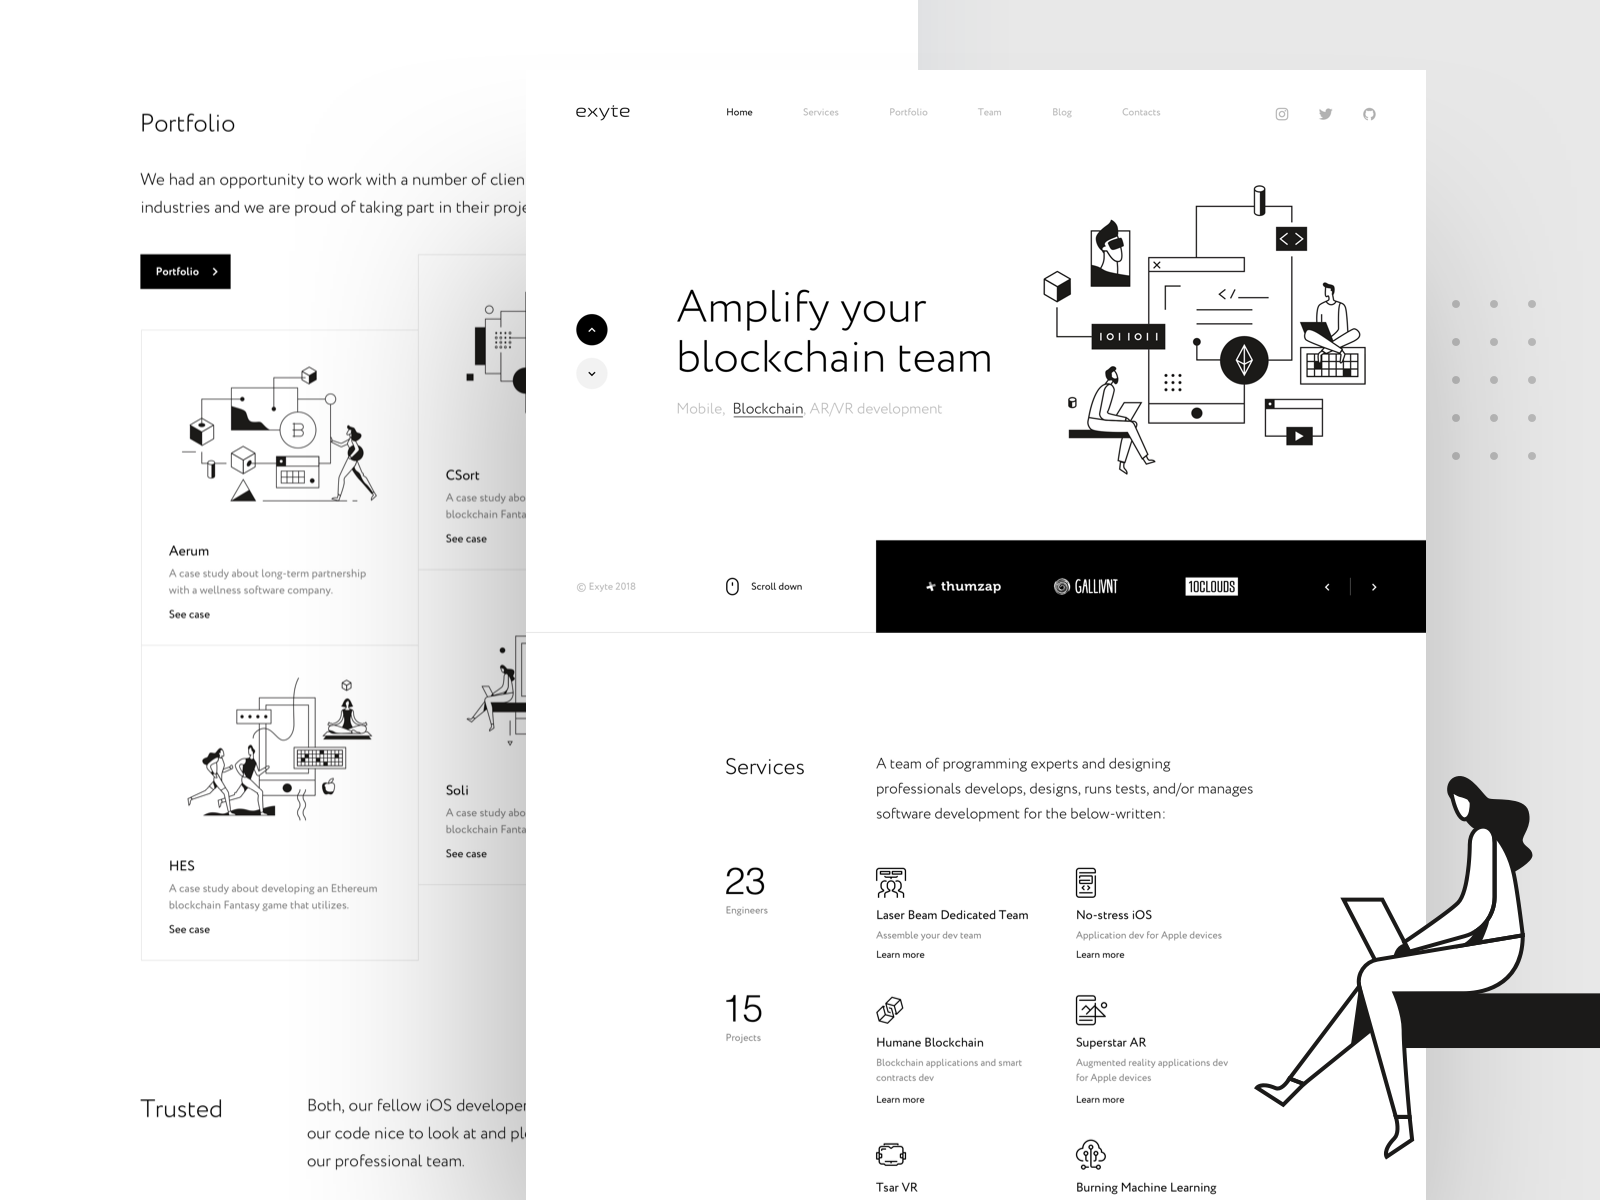 Portfolio
We had an opportunity to work with a number of clien
industries and we are proud of taking part in their proje
Portfolio
Aerum
A case study about long-term partnership
with a wellness software company.
See case
CSort
A case study abo
blockchain Fanta
See case
HES
A case study about developing an Ethereum
blockchain Fantasy game that utilizes.
See case
Soli
A case study abo
blockchain Fanta
See case
Trusted
Both, our fellow iOS developer
our code nice to look at and ple
our professional team.
exyte
Home
Services
Portfolio
Team
Blog
Contacts
Amplify your
blockchain team
Mobile, Blockchain, AR/VR development
</>
1011011
© Exyte 2018
Scroll down
thumzap
GALLIVNT
10CLOUDS
Services
A team of programming experts and designing
professionals develops, designs, runs tests, and/or manages
software development for the below-written:
23
Engineers
Laser Beam Dedicated Team
Assemble your dev team
Learn more
No-stress iOS
Application dev for Apple devices
Learn more
15
Projects
Humane Blockchain
Blockchain applications and smart
contracts dev
Learn more
Superstar AR
Augmented reality applications dev
for Apple devices
Learn more
Tsar VR
Burning Machine Learning